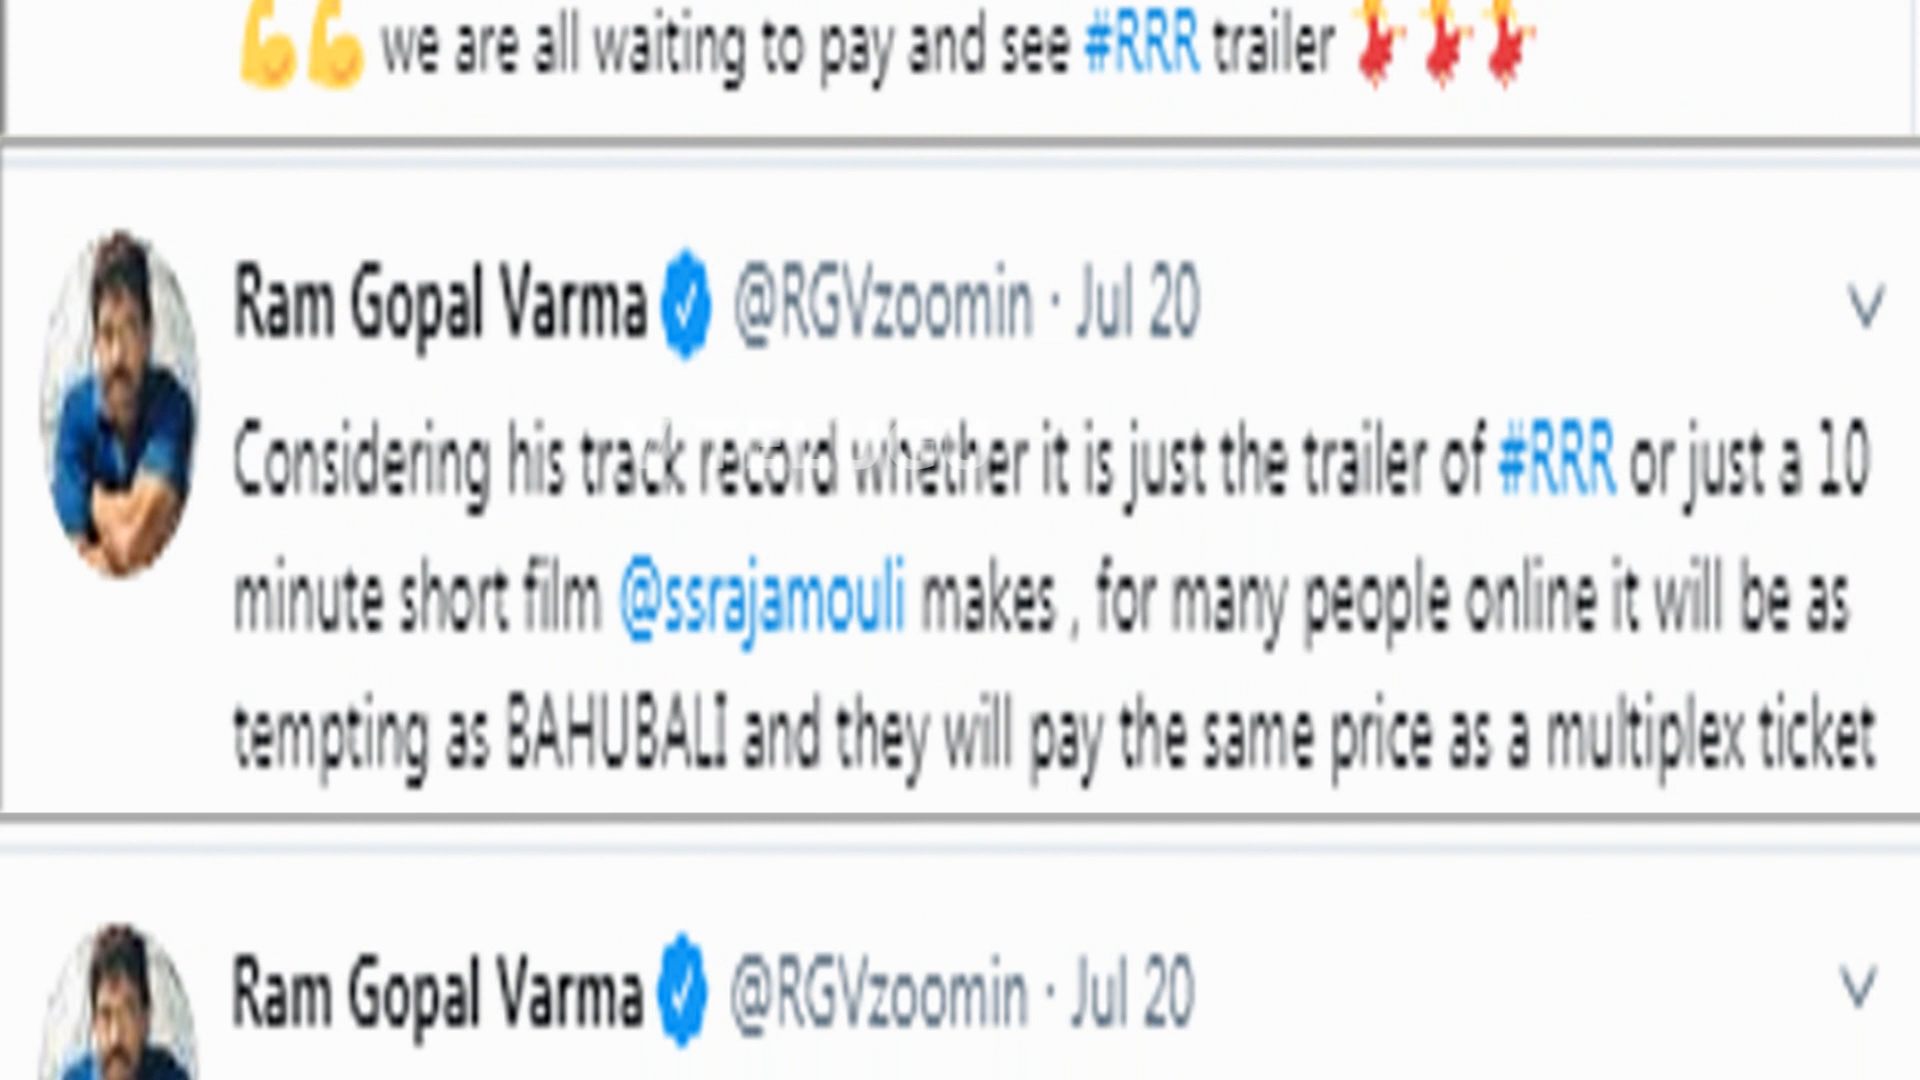 💪💪 we are all waiting to pay and see #RRR trailer 💃💃💃
Ram Gopal Varma @RGVzoomin · Jul 20
Considering his track record whether it is just the trailer of #RRR or just a 10
minute short film @ssrajamouli makes , for many people online it will be as
tempting as BAHUBALI and they will pay the same price as a multiplex ticket
Ram Gopal Varma @RGVzoomin · Jul 20